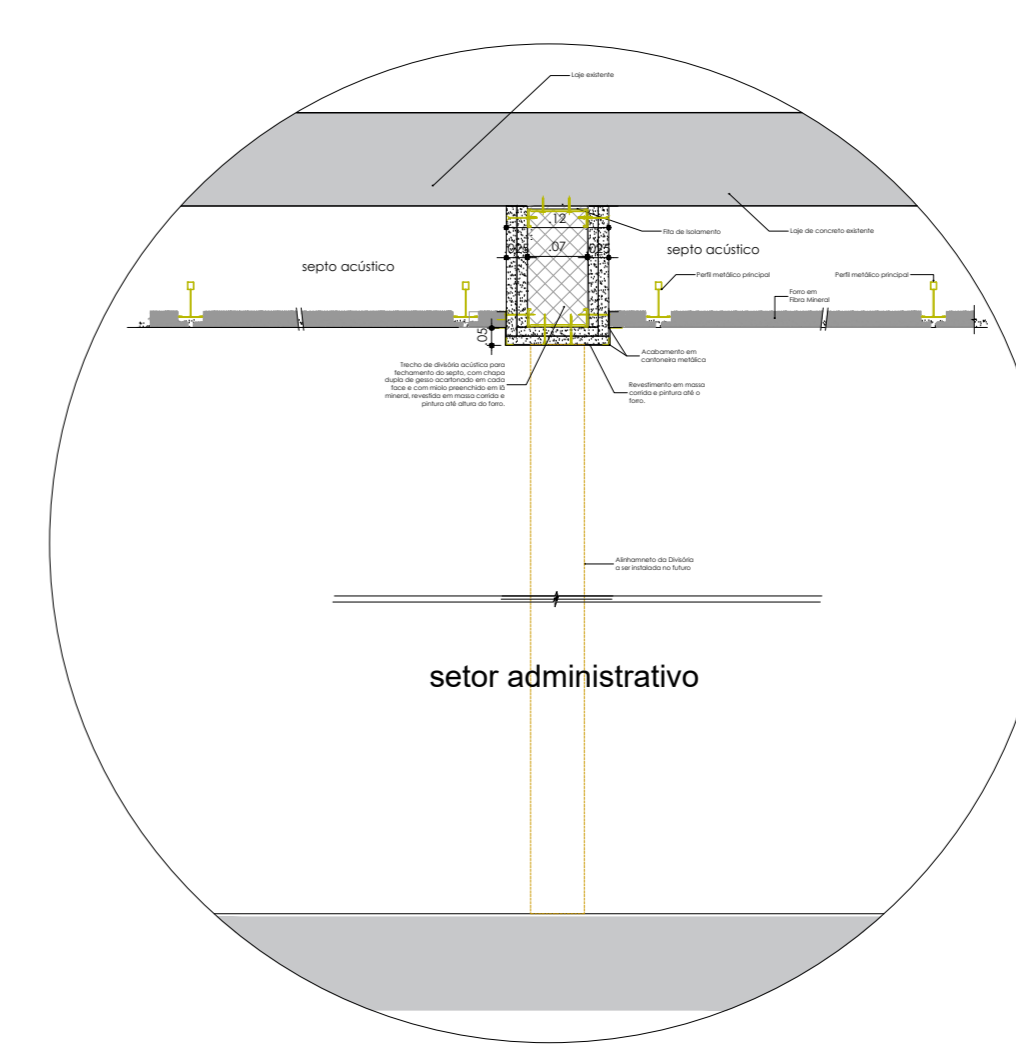 Laje existente
.12
Fita de Isolamento
Laje de concreto existente
.025
.07
.025
septo acústico
septo acústico
Perfil metálico principal
Perfil metálico principal
Forro em
Fibra Mineral
.05
Acabamento em
cantoneira metálica
Trecho de divisória acústica para
fechamento do septo, com chapa
dupla de gesso acartonado em cada
face e com miolo preenchido em lã
mineral, revestida em massa corrida e
pintura até altura do forro.
Revestimento em massa
corrida e pintura até o
forro.
Alinhamneto da Divisória
a ser instalada no futuro
setor administrativo